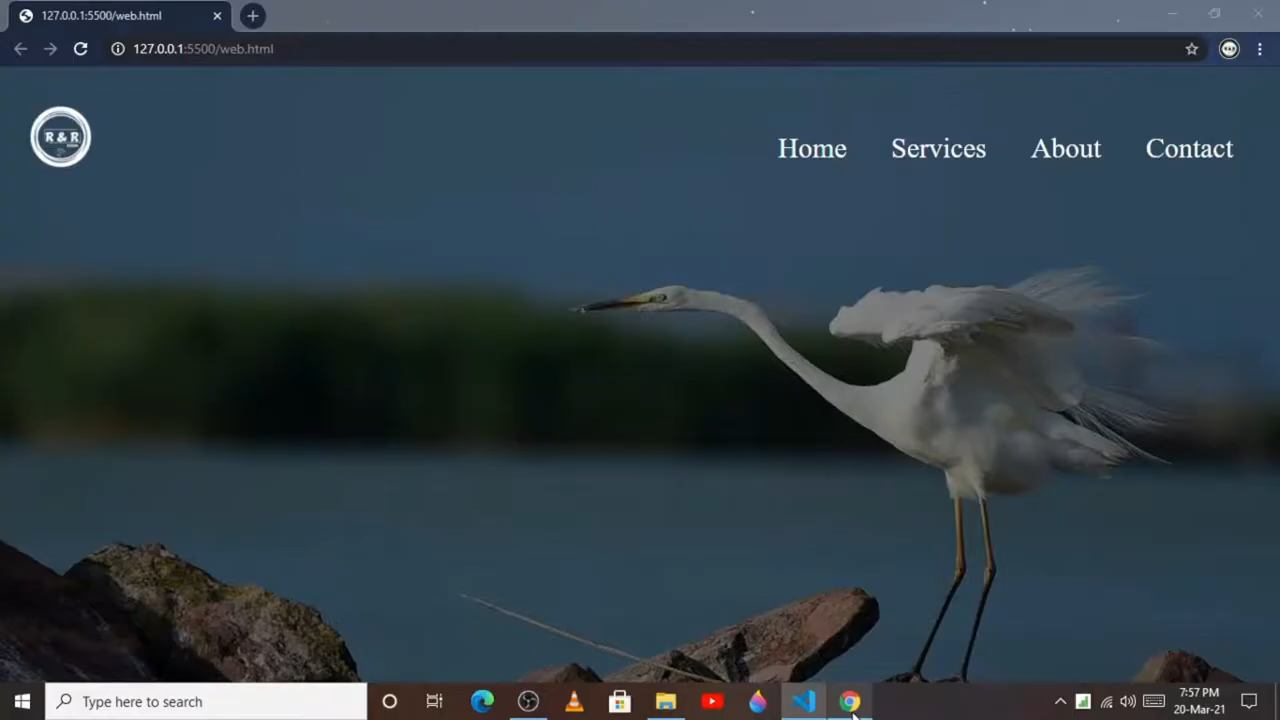 127.0.0.1:5500/web.html
127.0.0.1:5500/web.html
R & R
Home
Services
About
Contact
Type here to search
7:57 PM
20-Mar-21